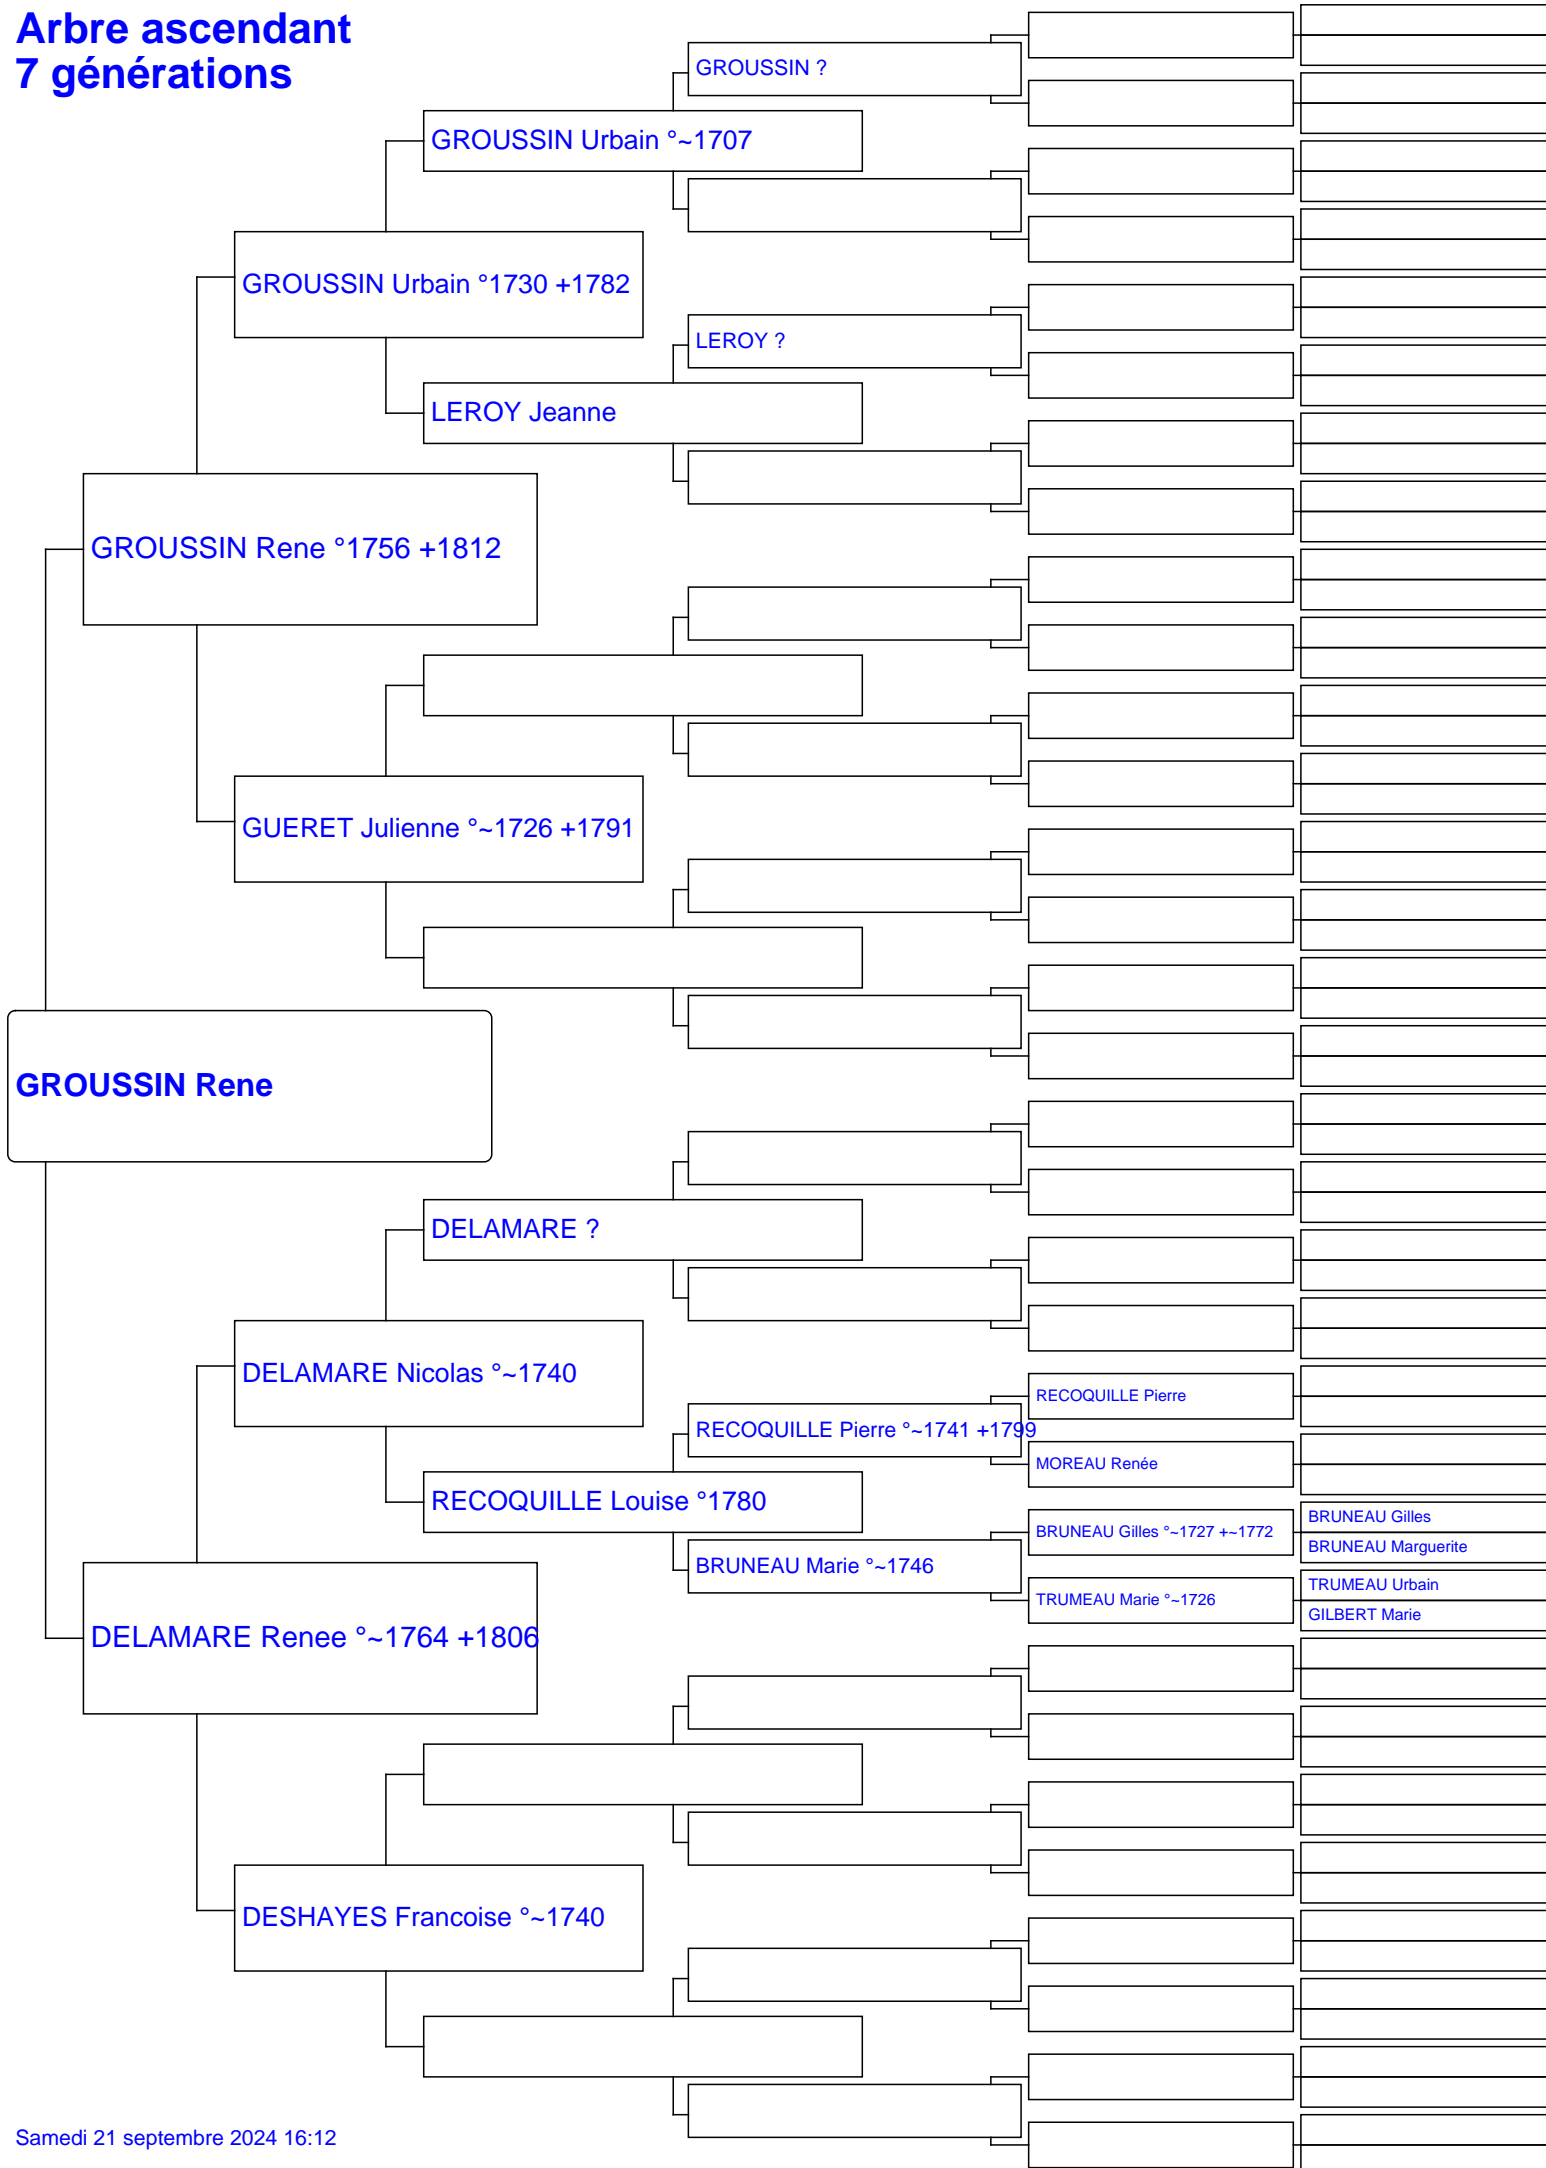 Arbre ascendant
7 générations
GROUSSIN ?
GROUSSIN Urbain °~1707
GROUSSIN Urbain °1730 +1782
LEROY ?
LEROY Jeanne
GROUSSIN Rene °1756 +1812
GUERET Julienne °~1726 +1791
GROUSSIN Rene
DELAMARE ?
DELAMARE Nicolas °~1740
RECOQUILLE Pierre
RECOQUILLE Pierre °~1741 +1799
MOREAU Renée
RECOQUILLE Louise °1780
BRUNEAU Gilles
BRUNEAU Gilles °~1727 +~1772
BRUNEAU Marguerite
BRUNEAU Marie °~1746
TRUMEAU Urbain
TRUMEAU Marie °~1726
GILBERT Marie
DELAMARE Renee °~1764 +1806
DESHAYES Francoise °~1740
Samedi 21 septembre 2024 16:12